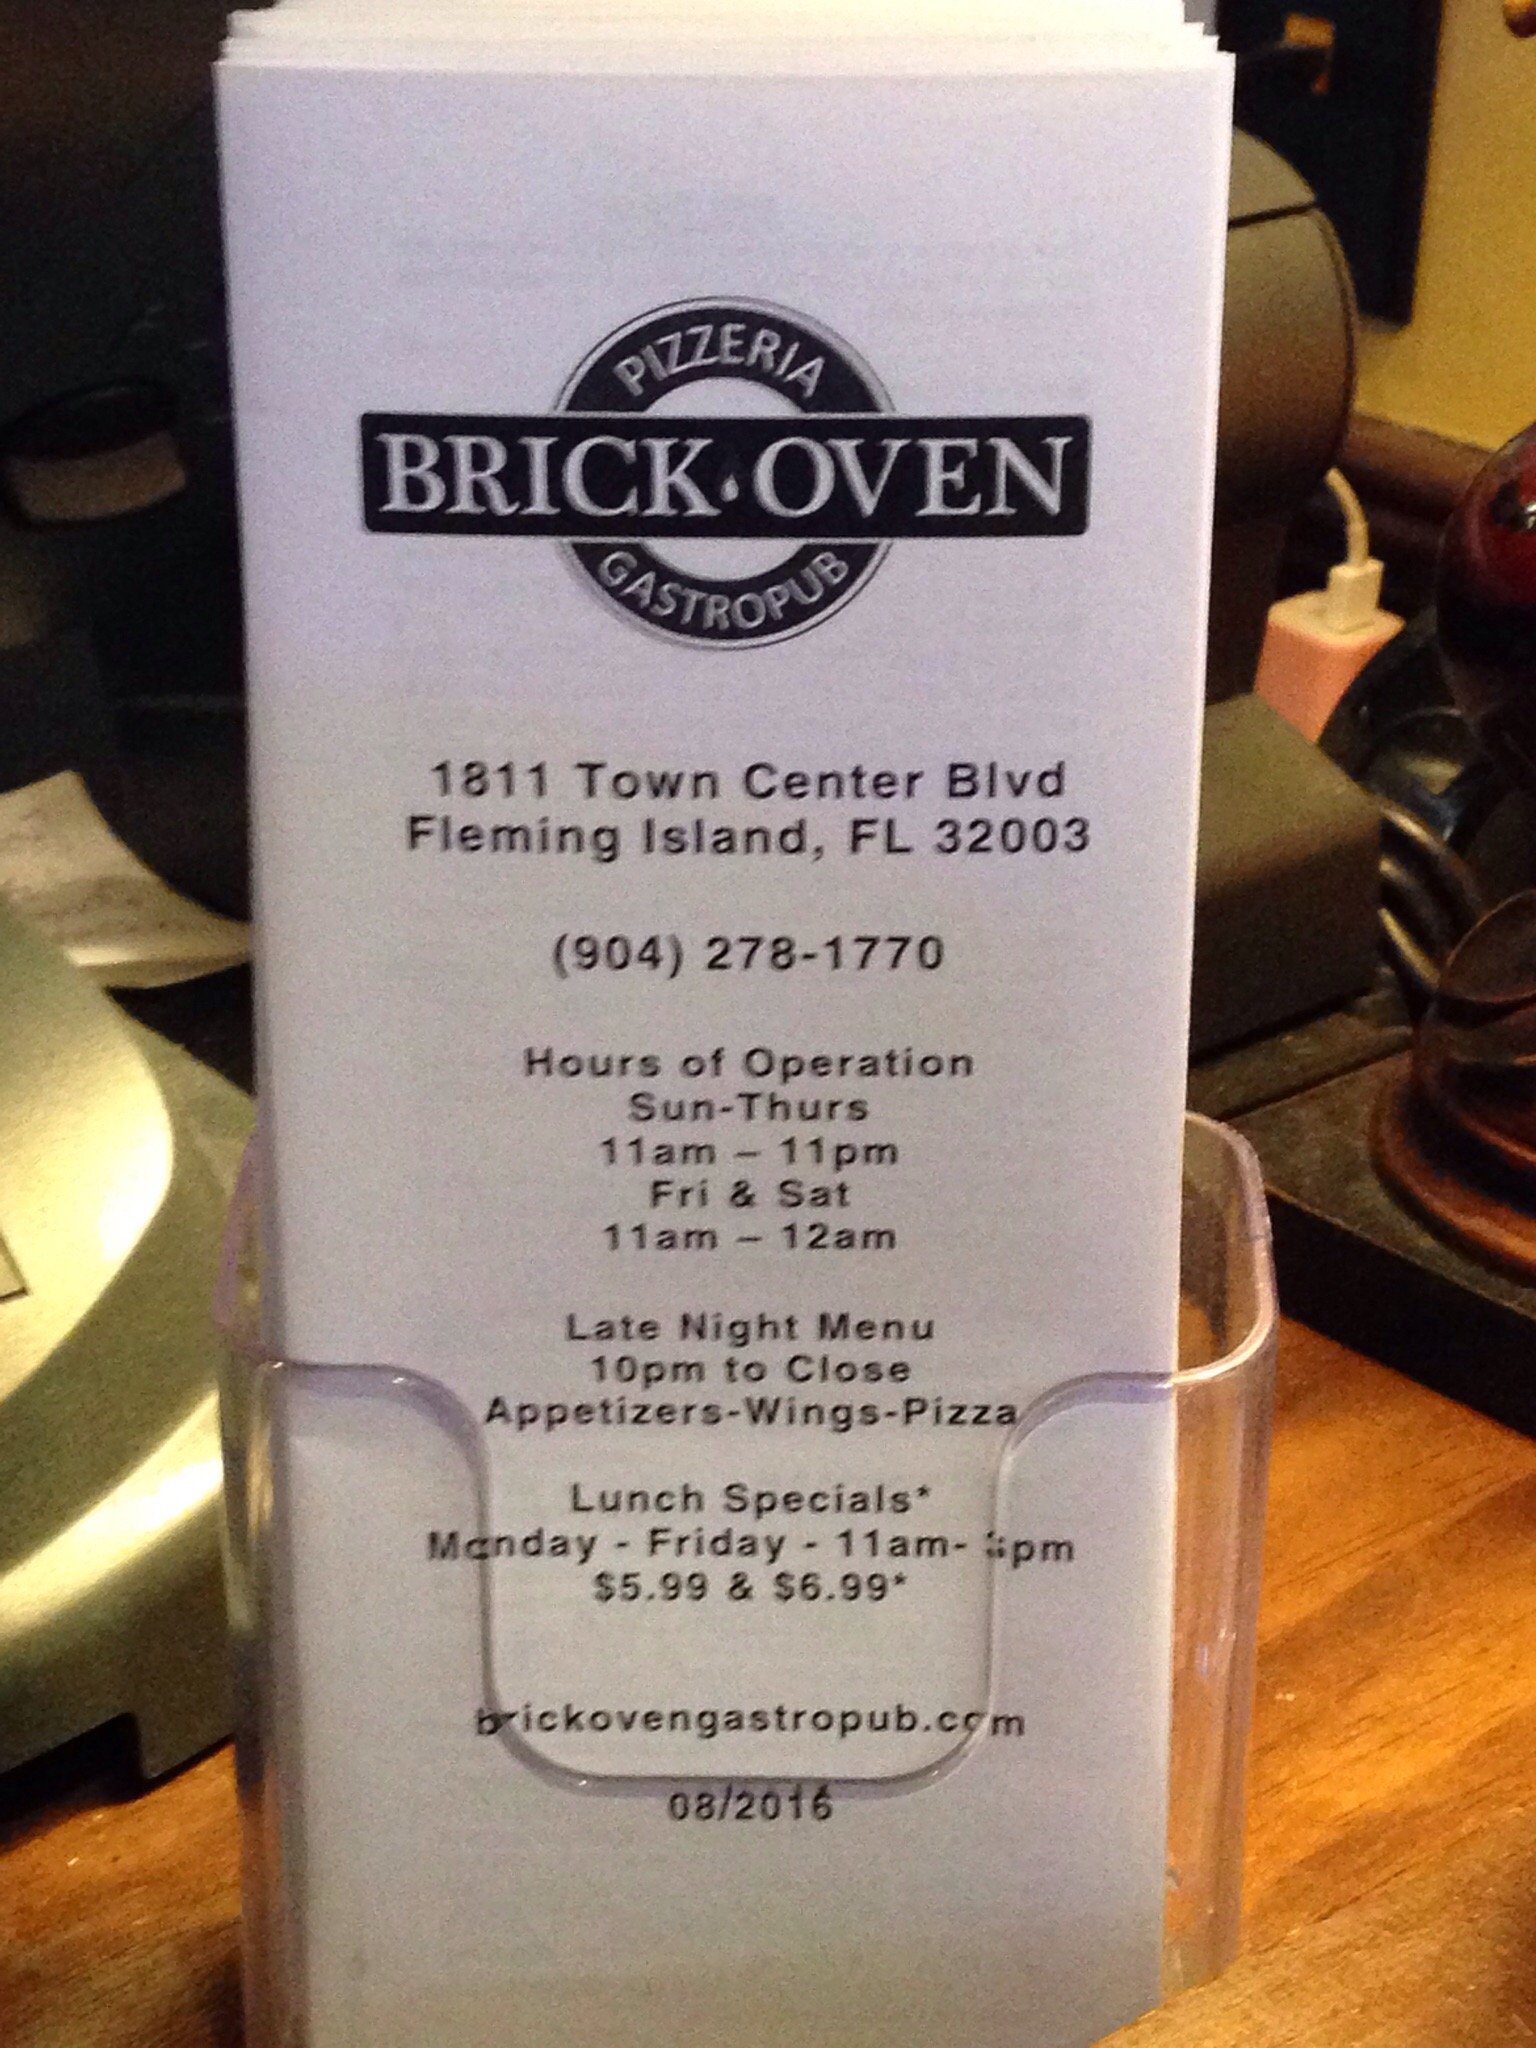 PIZZERIA
BRICK OVEN
GASTROPUB
1811 Town Center Blvd
Fleming Island, FL 32003
(904) 278-1770
Hours of Operation
Sun-Thurs
11am – 11pm
Fri & Sat
11am – 12am
Late Night Menu
10pm to Close
Appetizers-Wings-Pizza
Lunch Specials*
Monday - Friday - 11am-
$5.99 & $6.99*
brickovengastropub.com
08/2016